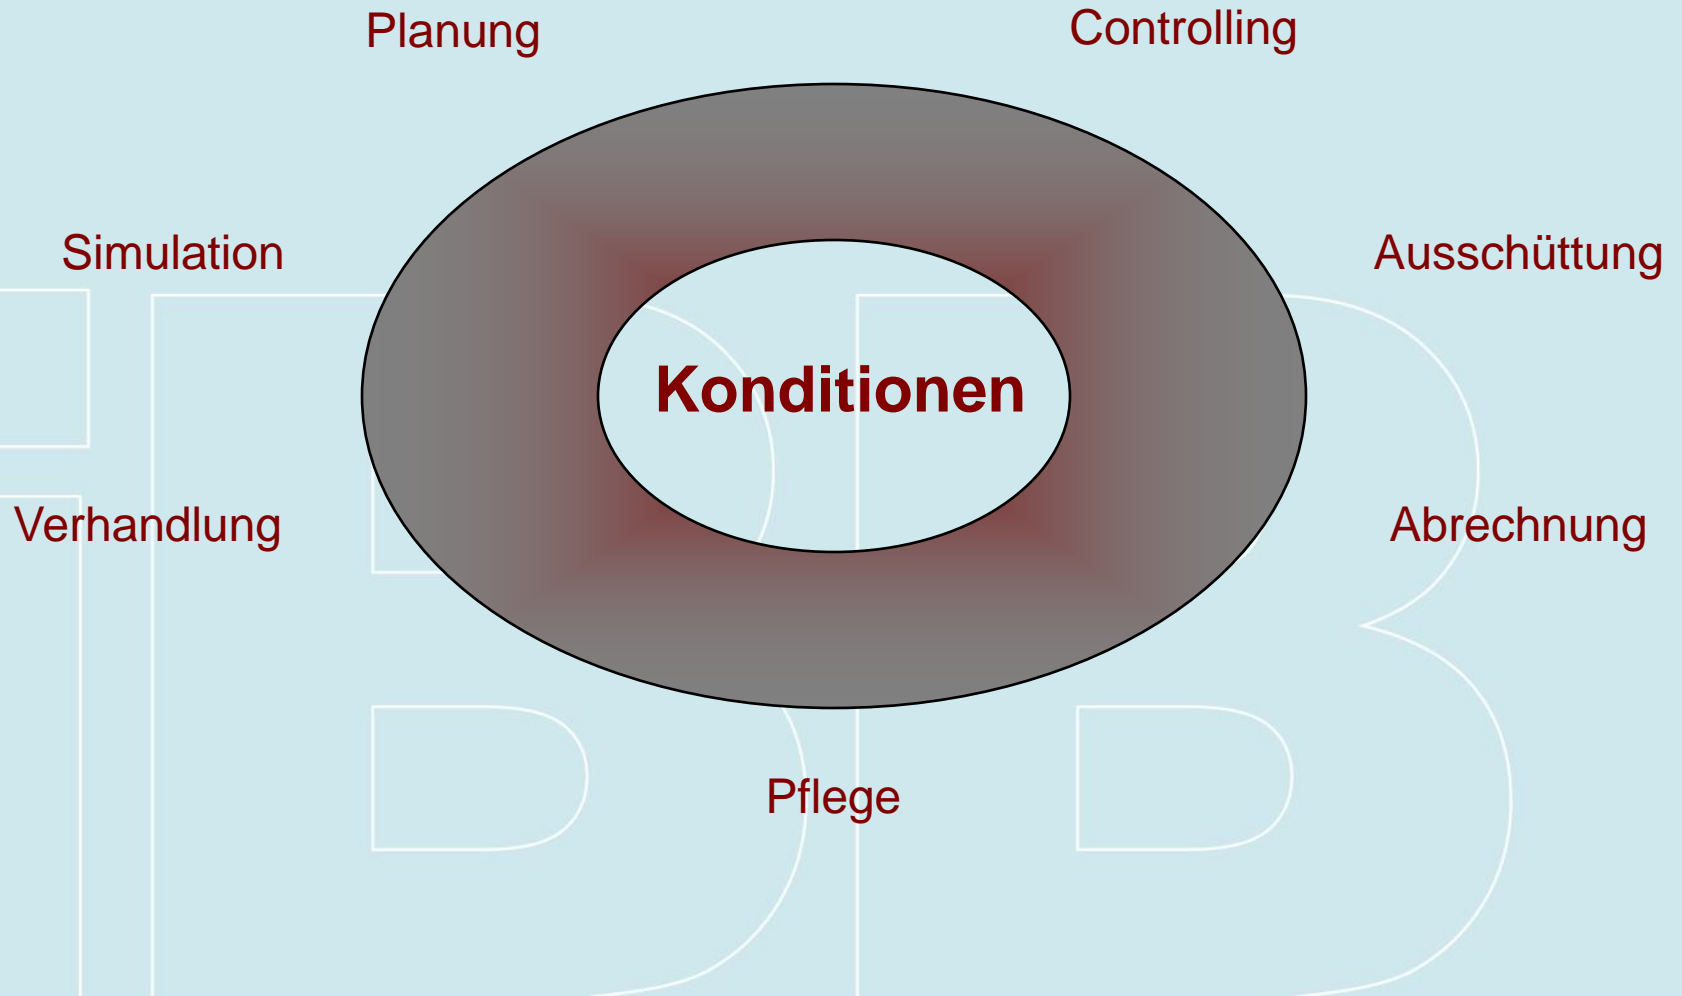 Planung
Controlling
Simulation
Ausschüttung
Konditionen
Verhandlung
Abrechnung
Pflege